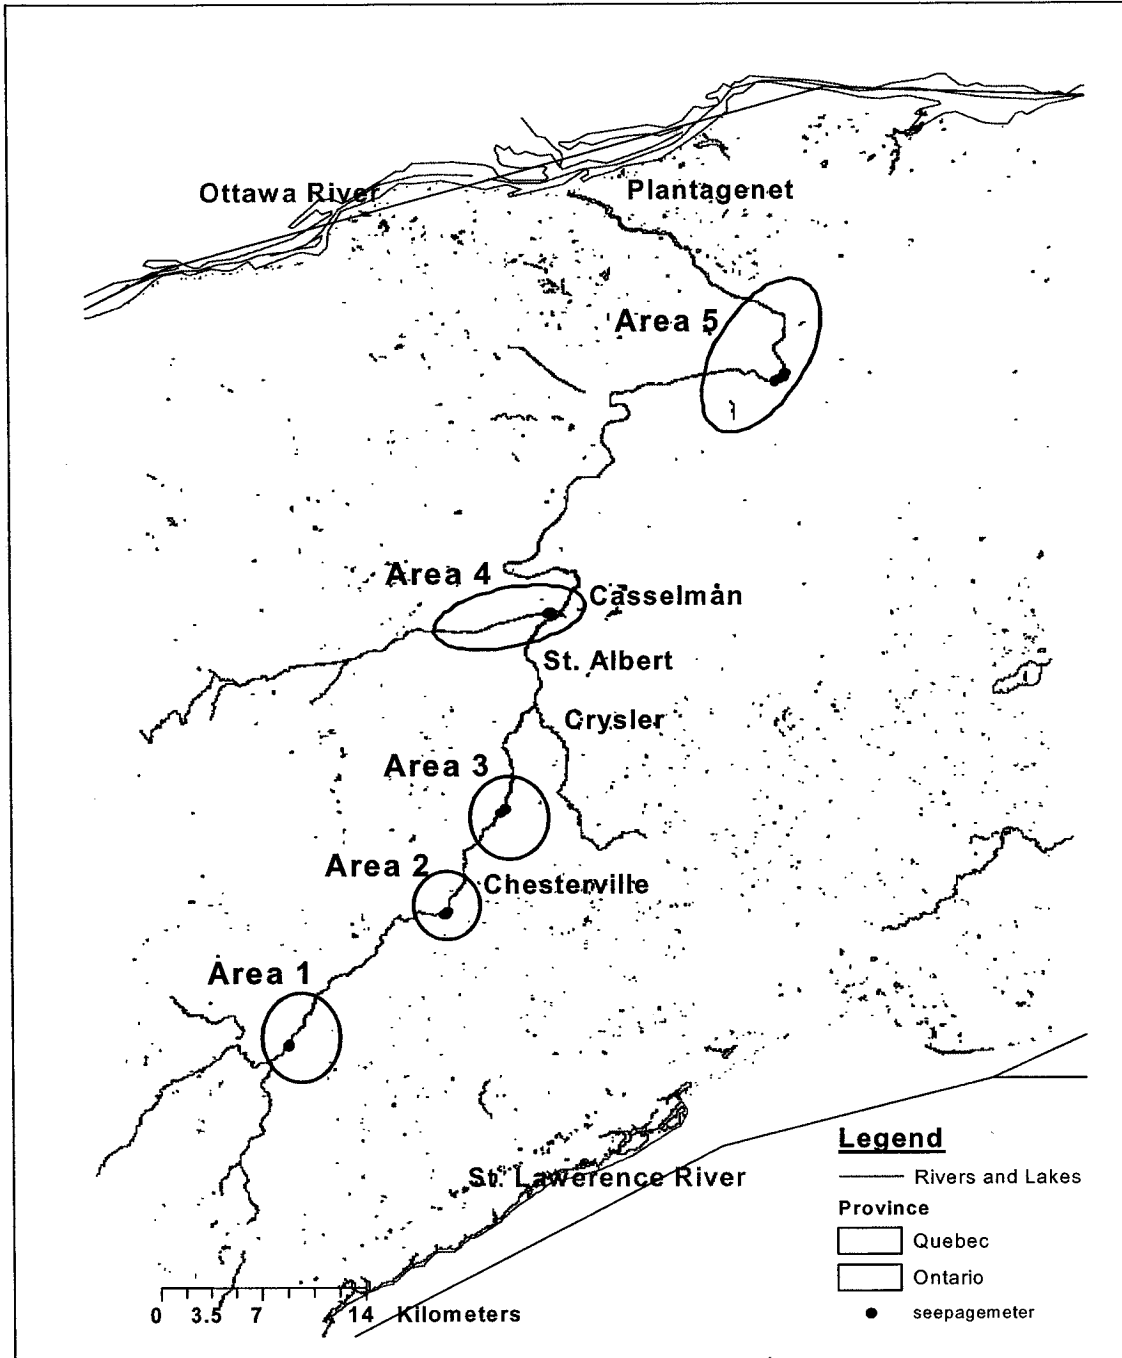 Ottawa River
Plantagenet
Area 5
Area 4
Casselman
St. Albert
Crysler
Area 3
Area 2
Chesterville
Area 1
St. Lawerence River
Legend
Rivers and Lakes
Province
Quebec
Ontario
seepagemeter
0 3.5 7 14 Kilometers